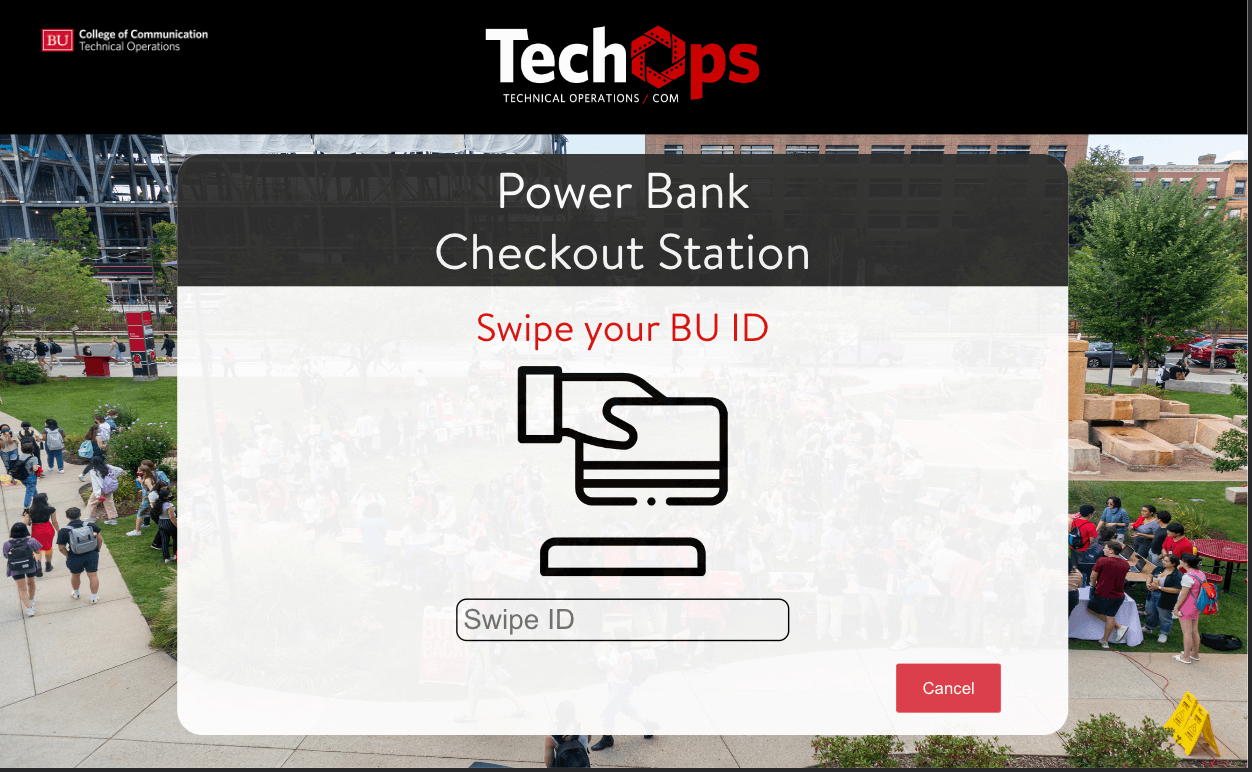 BU
College of Communication
Technical Operations
TechOps
TECHNICAL OPERATIONS / COM
Power Bank
Checkout Station
Swipe your BU ID
Swipe ID
Cancel